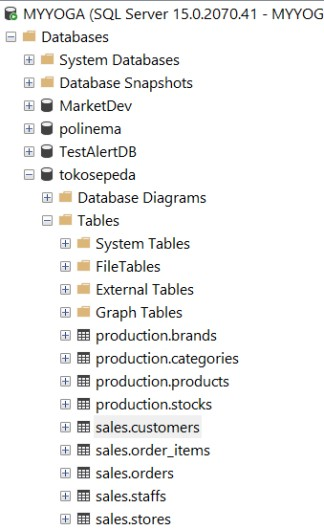 MYYOGA (SQL Server 15.0.2070.41 - MYYOG
Databases
System Databases
Database Snapshots
MarketDev
polinema
TestAlertDB
tokosepeda
Database Diagrams
Tables
System Tables
FileTables
External Tables
Graph Tables
production.brands
production.categories
production.products
production.stocks
sales.customers
sales.order_items
sales.orders
sales.staffs
sales.stores